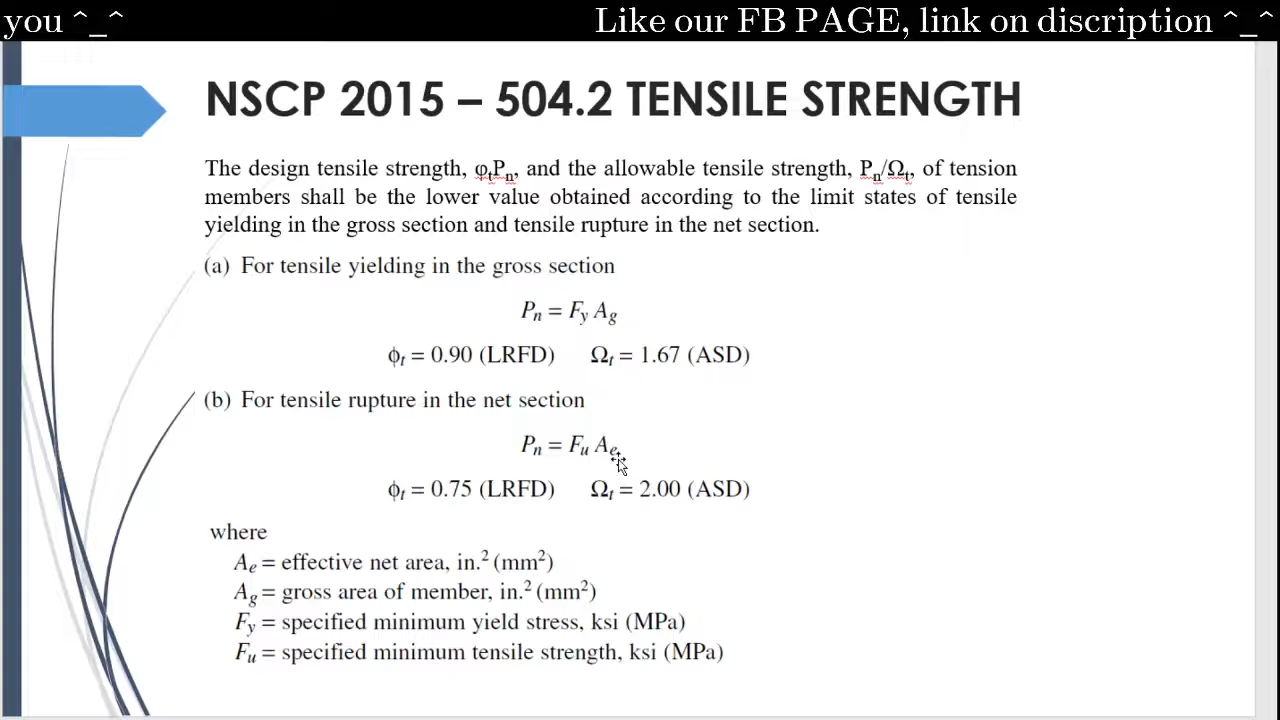 you ^_^ Like our FB PAGE, link on discription ^_^
NSCP 2015 – 504.2 TENSILE STRENGTH
The design tensile strength, φtPn, and the allowable tensile strength, Pn/Ωt, of tension
members shall be the lower value obtained according to the limit states of tensile
yielding in the gross section and tensile rupture in the net section.
(a) For tensile yielding in the gross section
Pn = Fy Ag
ϕt = 0.90 (LRFD) Ωt = 1.67 (ASD)
(b) For tensile rupture in the net section
Pn = Fu Ae
ϕt = 0.75 (LRFD) Ωt = 2.00 (ASD)
where
Ae = effective net area, in.² (mm²)
Ag = gross area of member, in.² (mm²)
Fy = specified minimum yield stress, ksi (MPa)
Fu = specified minimum tensile strength, ksi (MPa)